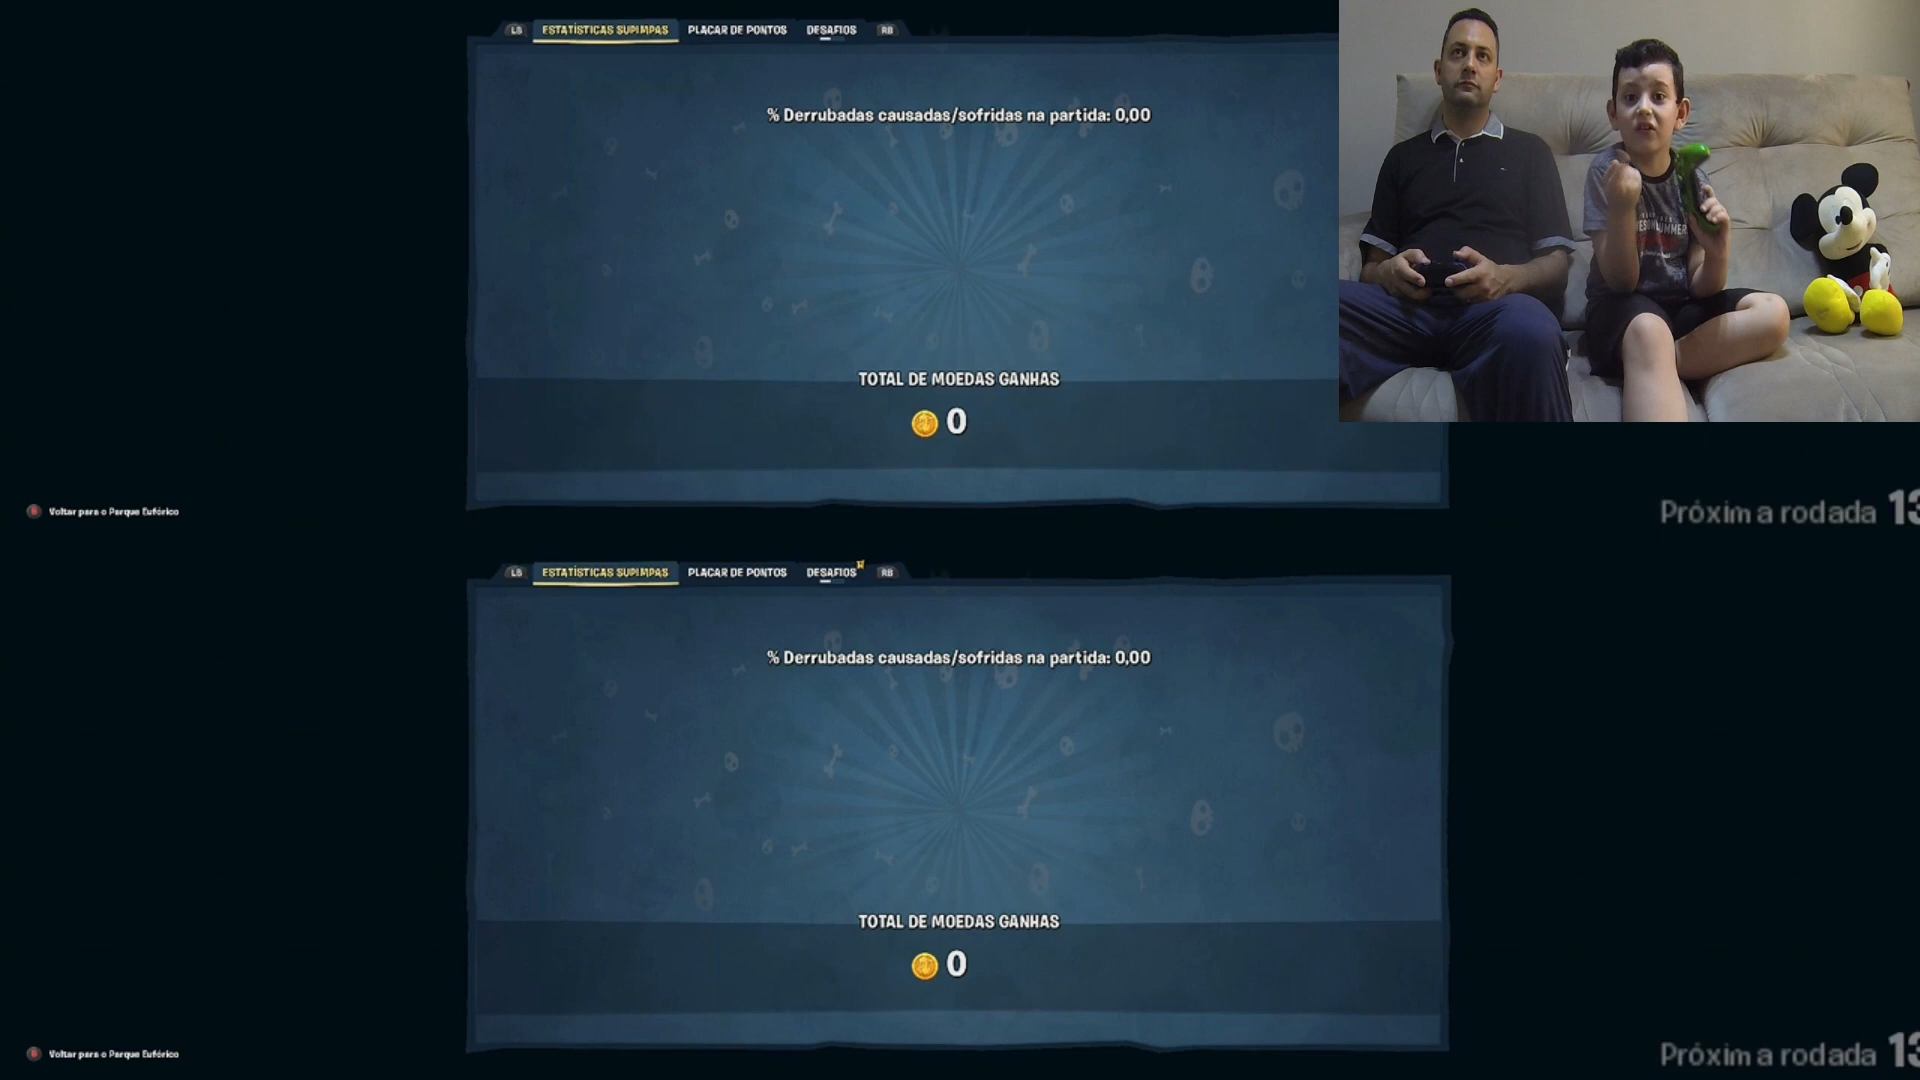 LB ESTATÍSTICAS SUPIMPAS PLACAR DE PONTOS DESAFIOS RB
% Derrubadas causadas/sofridas na partida: 0,00
TOTAL DE MOEDAS GANHAS
0
B Voltar para o Parque Eufórico
Próxima rodada 13
LB ESTATÍSTICAS SUPIMPAS PLACAR DE PONTOS DESAFIOS RB
% Derrubadas causadas/sofridas na partida: 0,00
TOTAL DE MOEDAS GANHAS
0
B Voltar para o Parque Eufórico
Próxima rodada 13